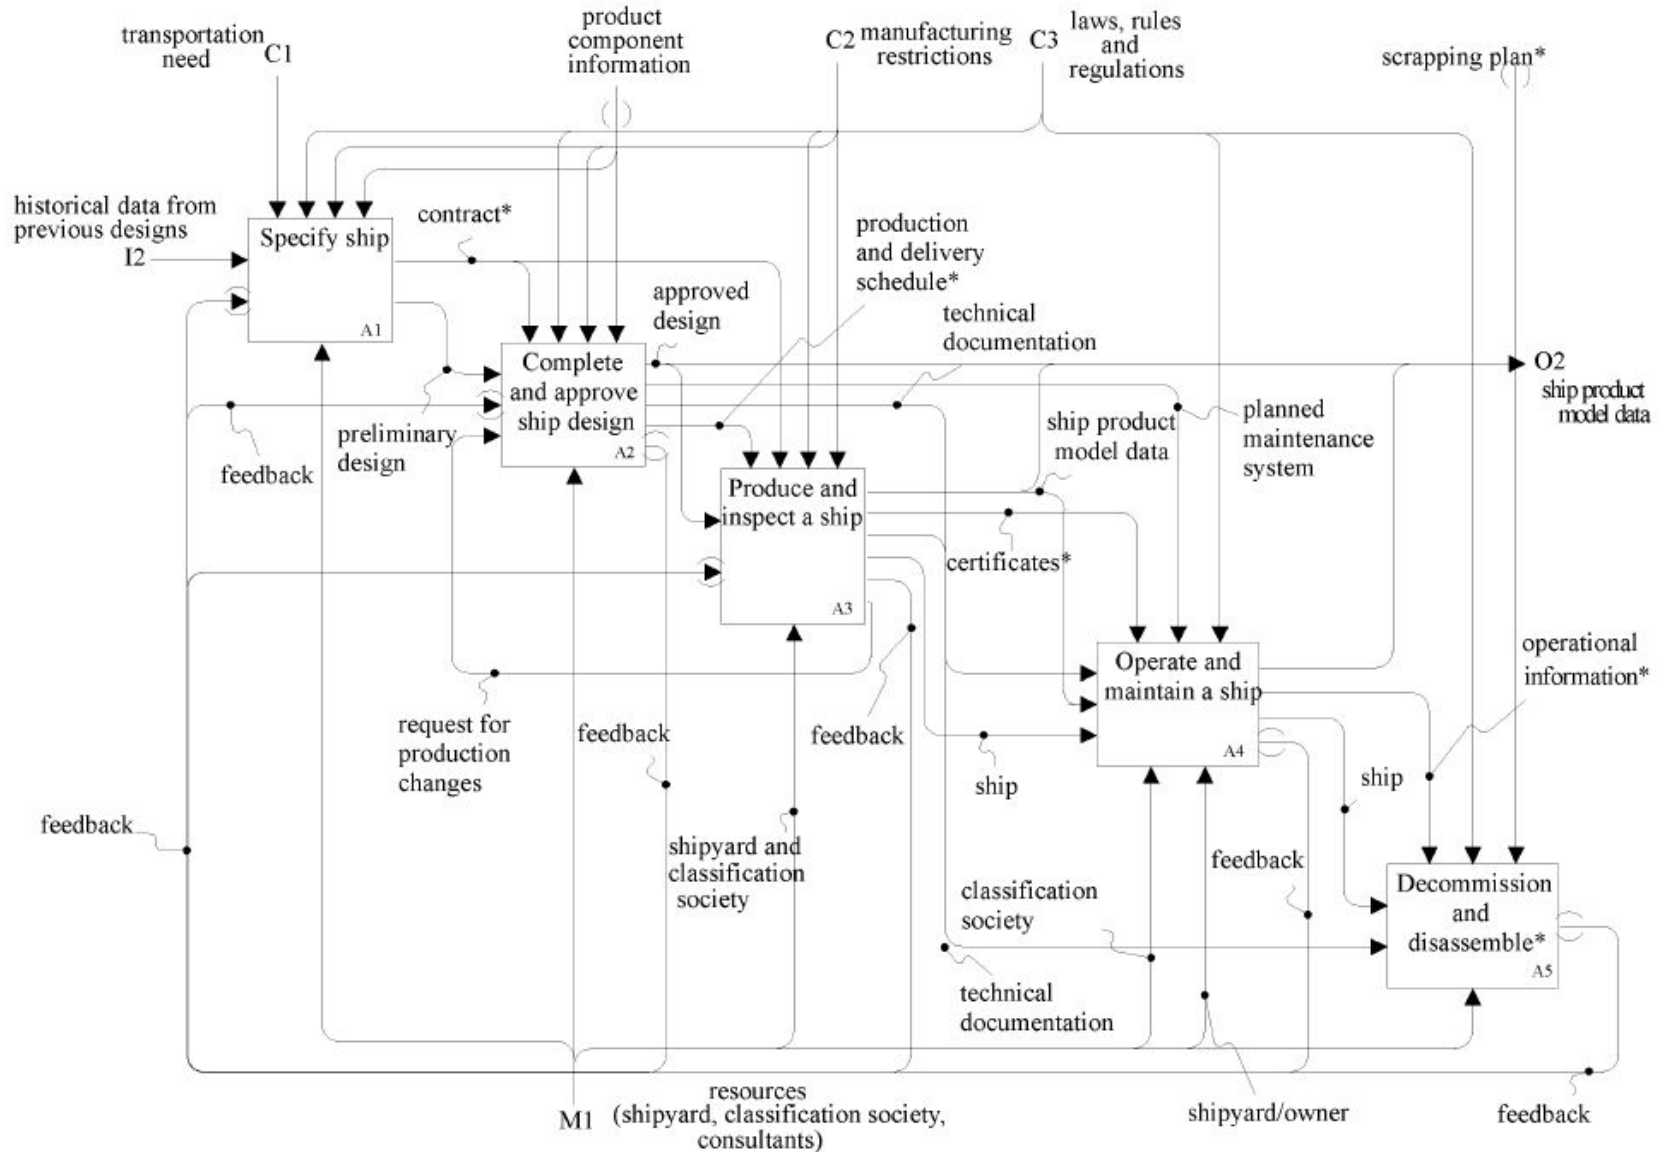 transportation
need
C1
product
component
information
C2
manufacturing
restrictions
C3
laws, rules
and
regulations
scrapping plan*
historical data from
previous designs
I2
Specify ship
A1
contract*
production
and delivery
schedule*
approved
design
technical
documentation
Complete
and approve
ship design
A2
O2
ship product
model data
preliminary
design
feedback
ship product
model data
planned
maintenance
system
Produce and
inspect a ship
A3
certificates*
Operate and
maintain a ship
A4
operational
information*
request for
production
changes
feedback
feedback
ship
ship
feedback
shipyard and
classification
society
feedback
classification
society
Decommission
and
disassemble*
A5
technical
documentation
M1
resources
(shipyard, classification society,
consultants)
shipyard/owner
feedback